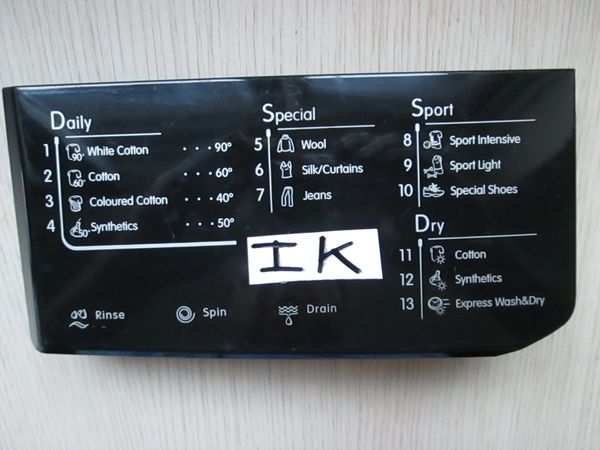 Daily
1 White Cotton ...90°
2 Cotton ...60°
3 Coloured Cotton ...40°
4 Synthetics ...50°
Special
5 Wool
6 Silk/Curtains
7 Jeans
Sport
8 Sport Intensive
9 Sport Light
10 Special Shoes
Dry
11 Cotton
12 Synthetics
13 Express Wash&Dry
IK
Rinse Spin Drain